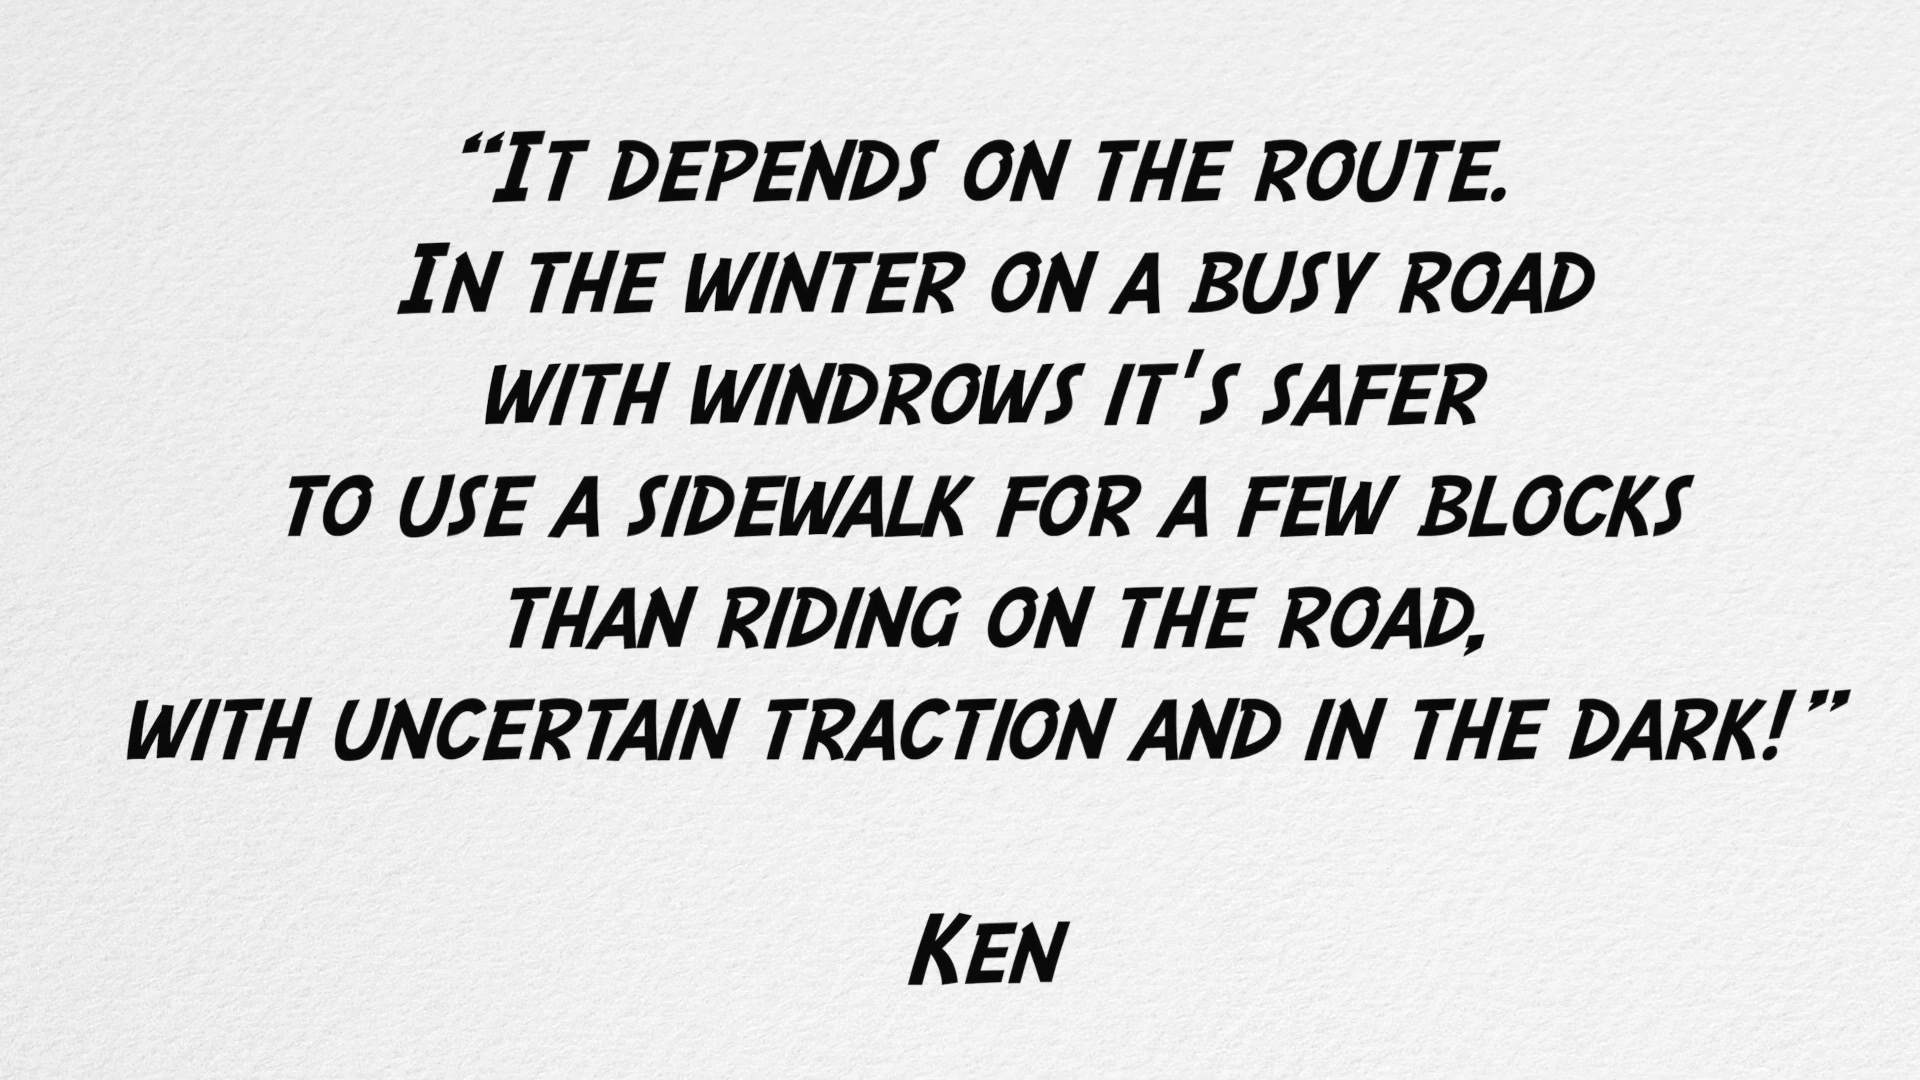 “It depends on the route.
In the winter on a busy road
with windrows it's safer
to use a sidewalk for a few blocks
than riding on the road,
with uncertain traction and in the dark!”
Ken